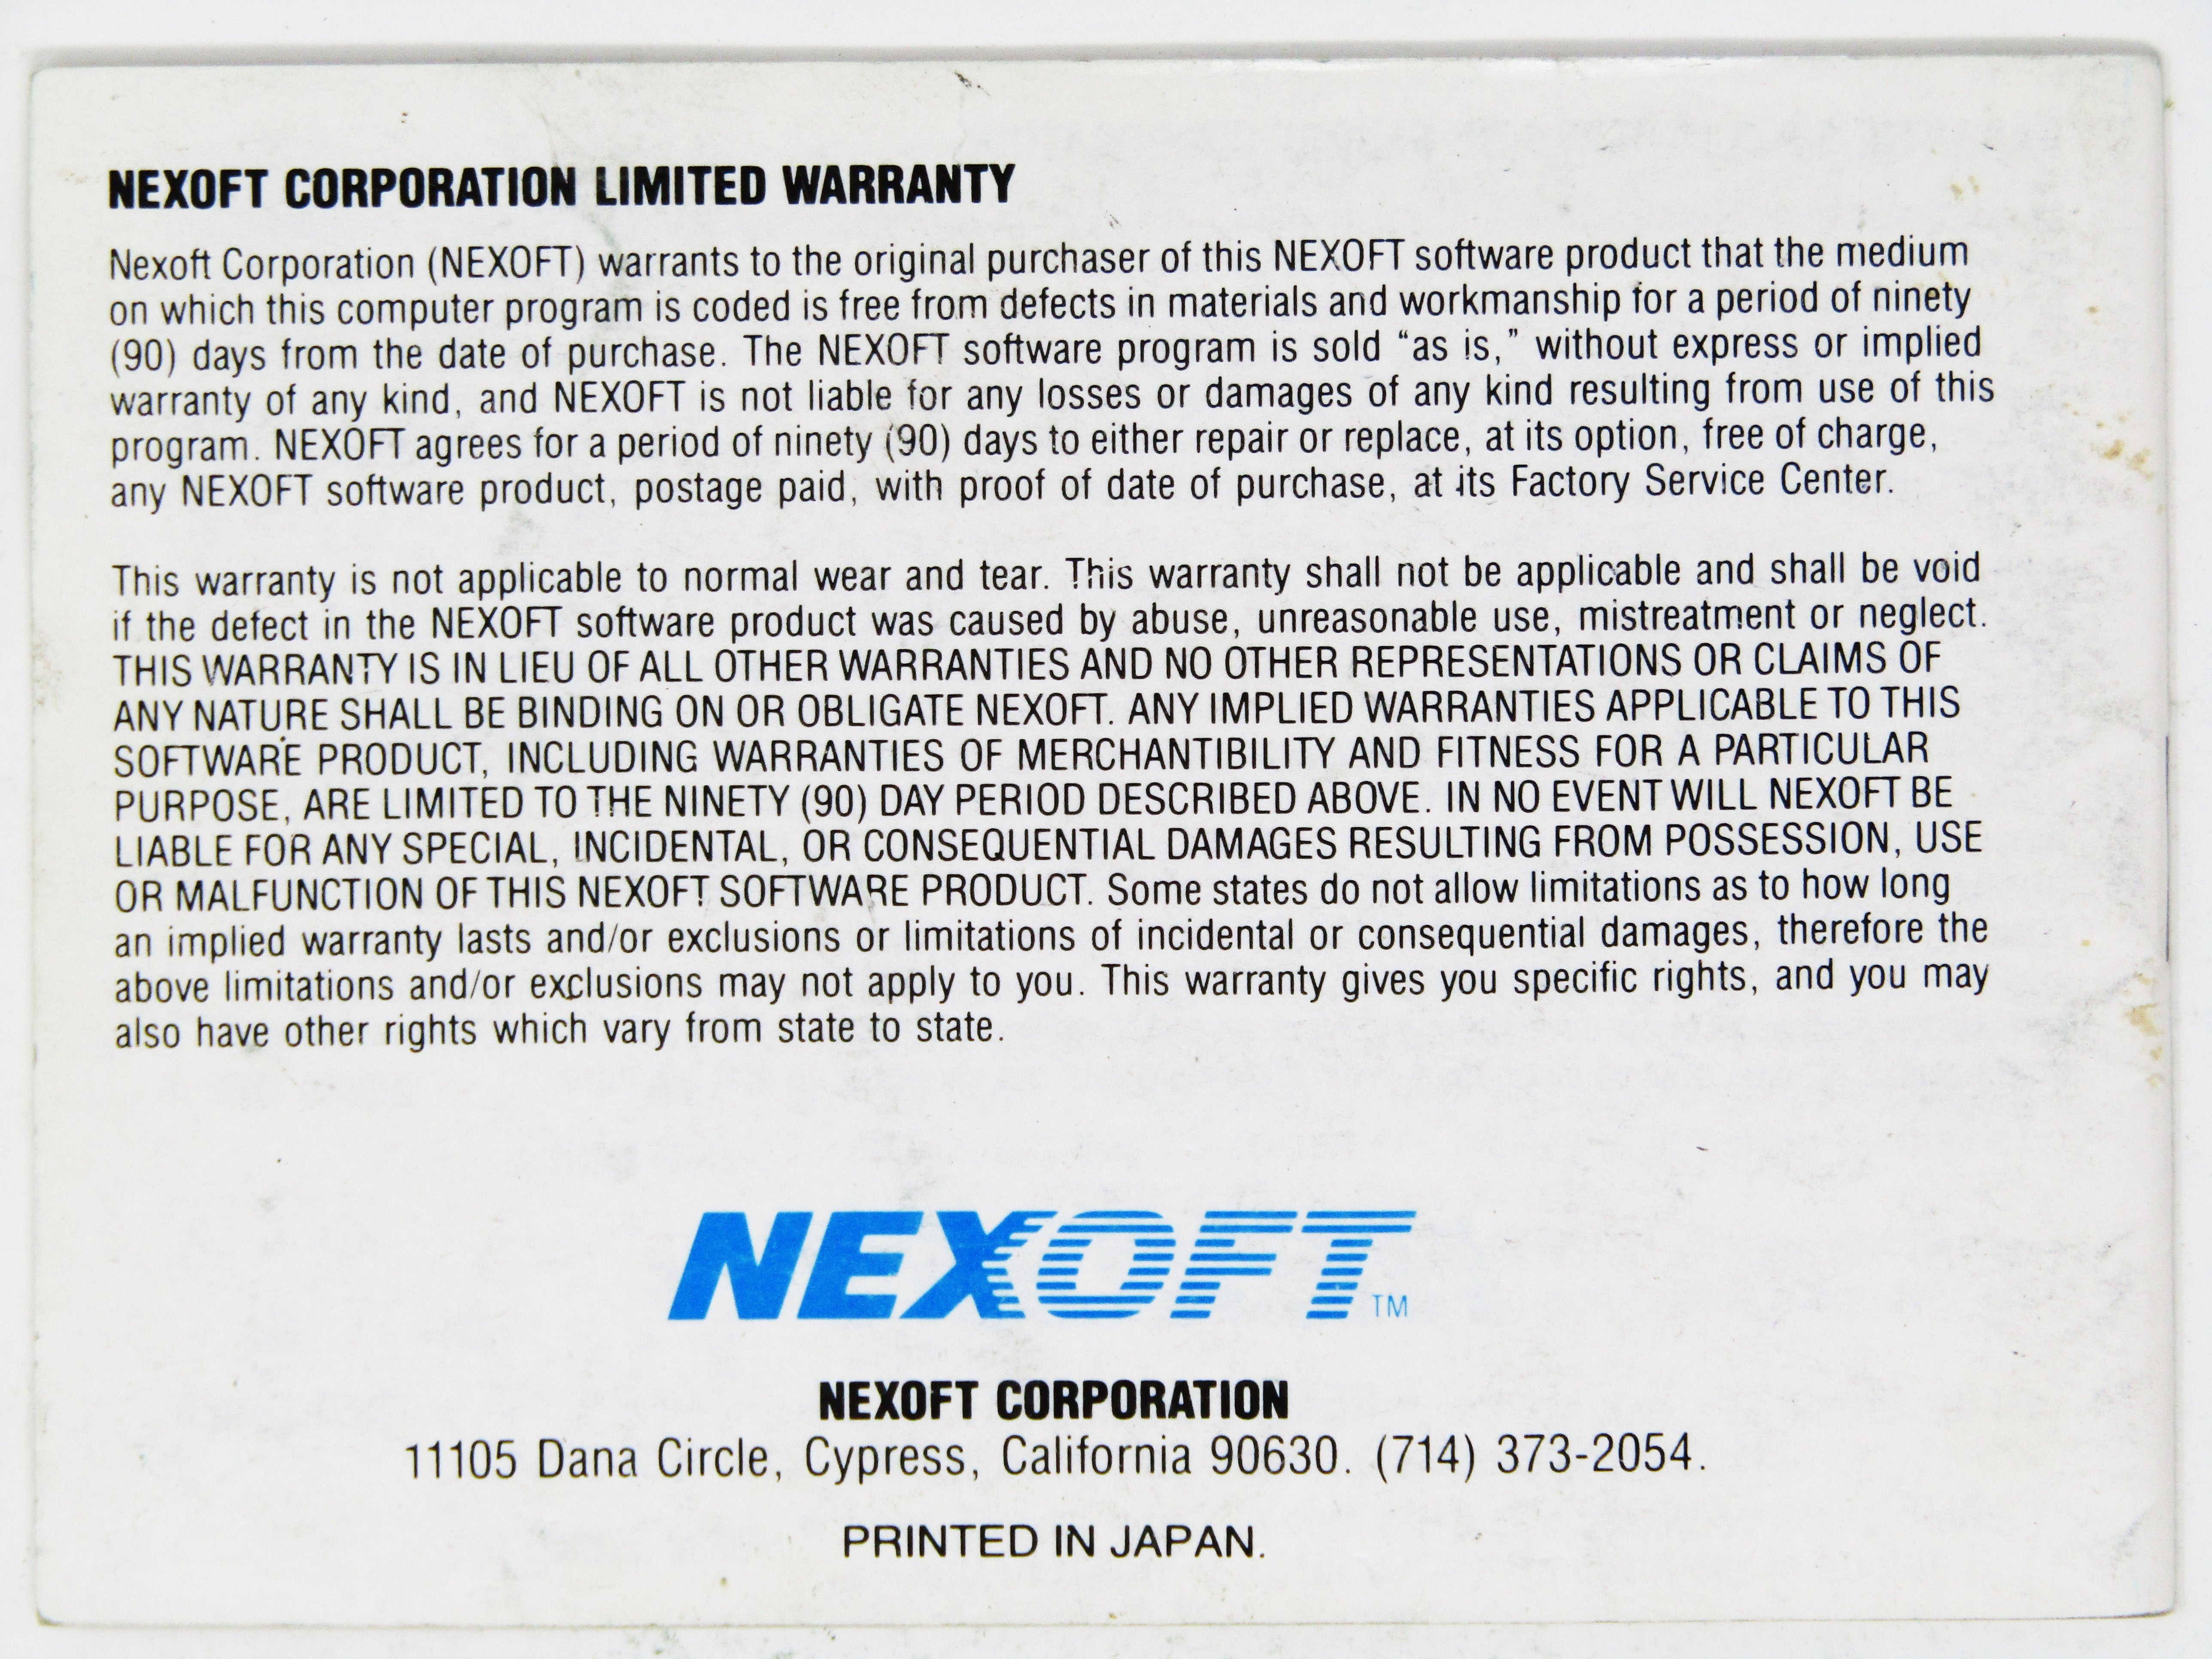 NEXOFT CORPORATION LIMITED WARRANTY
Nexoft Corporation (NEXOFT) warrants to the original purchaser of this NEXOFT software product that the medium
on which this computer program is coded is free from defects in materials and workmanship for a period of ninety
(90) days from the date of purchase. The NEXOFT software program is sold “as is,” without express or implied
warranty of any kind, and NEXOFT is not liable for any losses or damages of any kind resulting from use of this
program. NEXOFT agrees for a period of ninety (90) days to either repair or replace, at its option, free of charge,
any NEXOFT software product, postage paid, with proof of date of purchase, at its Factory Service Center.
This warranty is not applicable to normal wear and tear. This warranty shall not be applicable and shall be void
if the defect in the NEXOFT software product was caused by abuse, unreasonable use, mistreatment or neglect.
THIS WARRANTY IS IN LIEU OF ALL OTHER WARRANTIES AND NO OTHER REPRESENTATIONS OR CLAIMS OF
ANY NATURE SHALL BE BINDING ON OR OBLIGATE NEXOFT. ANY IMPLIED WARRANTIES APPLICABLE TO THIS
SOFTWARE PRODUCT, INCLUDING WARRANTIES OF MERCHANTIBILITY AND FITNESS FOR A PARTICULAR
PURPOSE, ARE LIMITED TO THE NINETY (90) DAY PERIOD DESCRIBED ABOVE. IN NO EVENT WILL NEXOFT BE
LIABLE FOR ANY SPECIAL, INCIDENTAL, OR CONSEQUENTIAL DAMAGES RESULTING FROM POSSESSION, USE
OR MALFUNCTION OF THIS NEXOFT SOFTWARE PRODUCT. Some states do not allow limitations as to how long
an implied warranty lasts and/or exclusions or limitations of incidental or consequential damages, therefore the
above limitations and/or exclusions may not apply to you. This warranty gives you specific rights, and you may
also have other rights which vary from state to state.
NEXOFT TM
NEXOFT CORPORATION
11105 Dana Circle, Cypress, California 90630. (714) 373-2054.
PRINTED IN JAPAN.